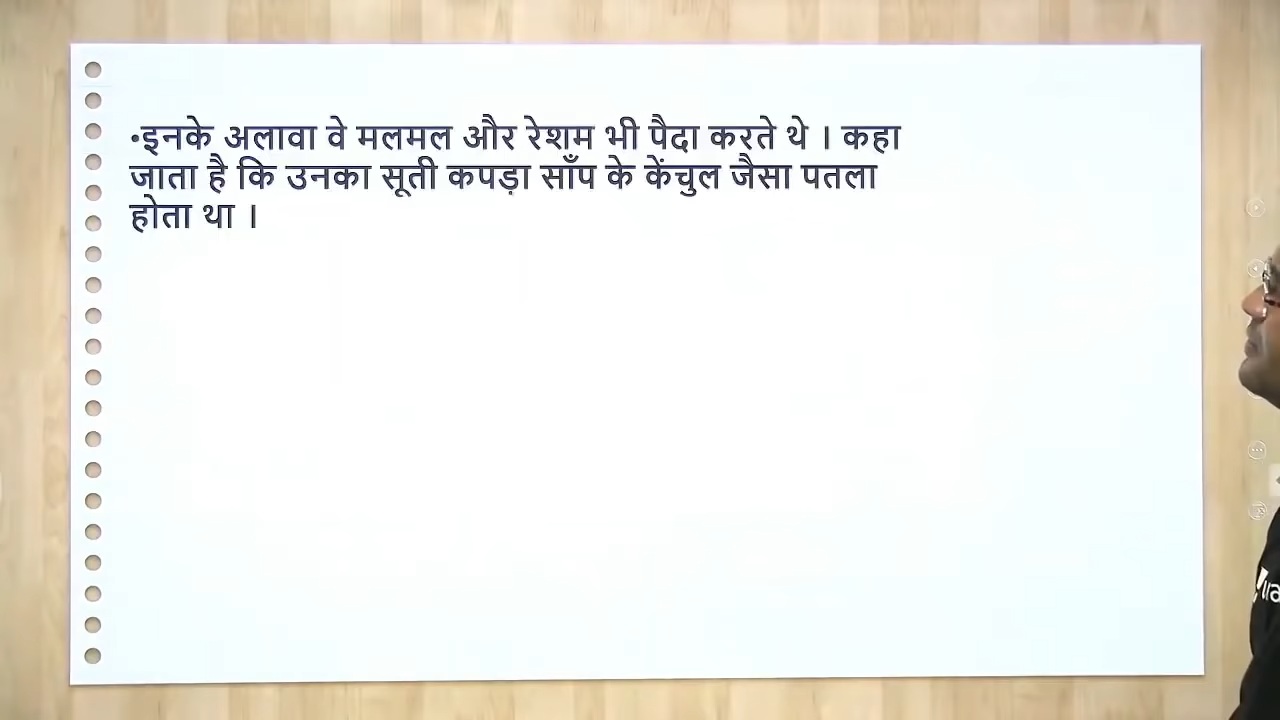 •इनके अलावा वे मलमल और रेशम भी पैदा करते थे । कहा
जाता है कि उनका सूती कपड़ा साँप के केंचुल जैसा पतला
होता था ।